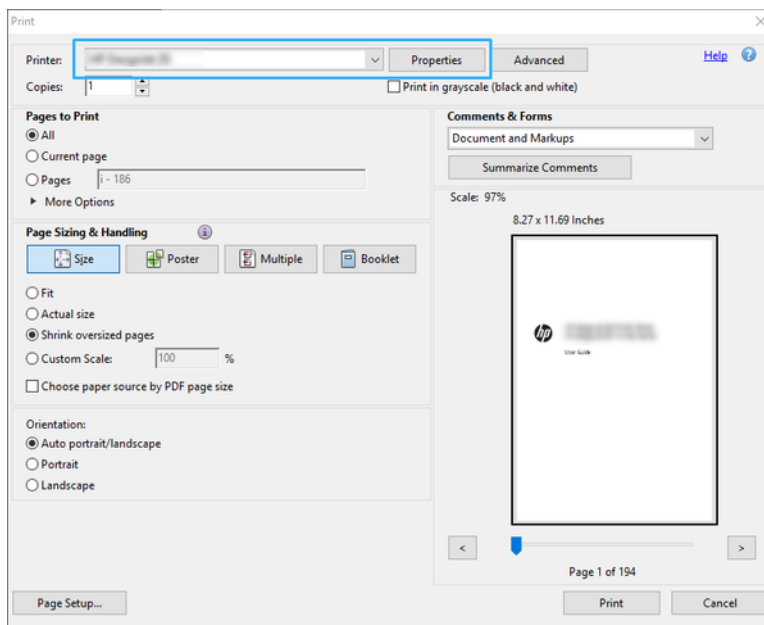 Print
Printer:
Properties
Advanced
Help
Copies: 1
Print in grayscale (black and white)
Pages to Print
All
Current page
Pages i - 186
More Options
Page Sizing & Handling
Size
Poster
Multiple
Booklet
Fit
Actual size
Shrink oversized pages
Custom Scale: 100 %
Choose paper source by PDF page size
Orientation:
Auto portrait/landscape
Portrait
Landscape
Comments & Forms
Document and Markups
Summarize Comments
Scale: 97%
8.27 x 11.69 Inches
hp
User Guide
<
>
Page 1 of 194
Page Setup...
Print
Cancel